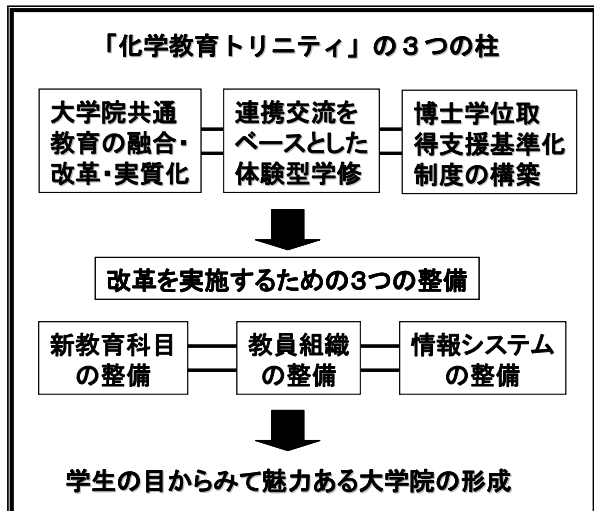 「化学教育トリニティ」の３つの柱
大学院共通
教育の融合・
改革・実質化
連携交流を
ベースとした
体験型学修
博士学位取
得支援基準化
制度の構築
改革を実施するための３つの整備
新教育科目
の整備
教員組織
の整備
情報システム
の整備
学生の目からみて魅力ある大学院の形成